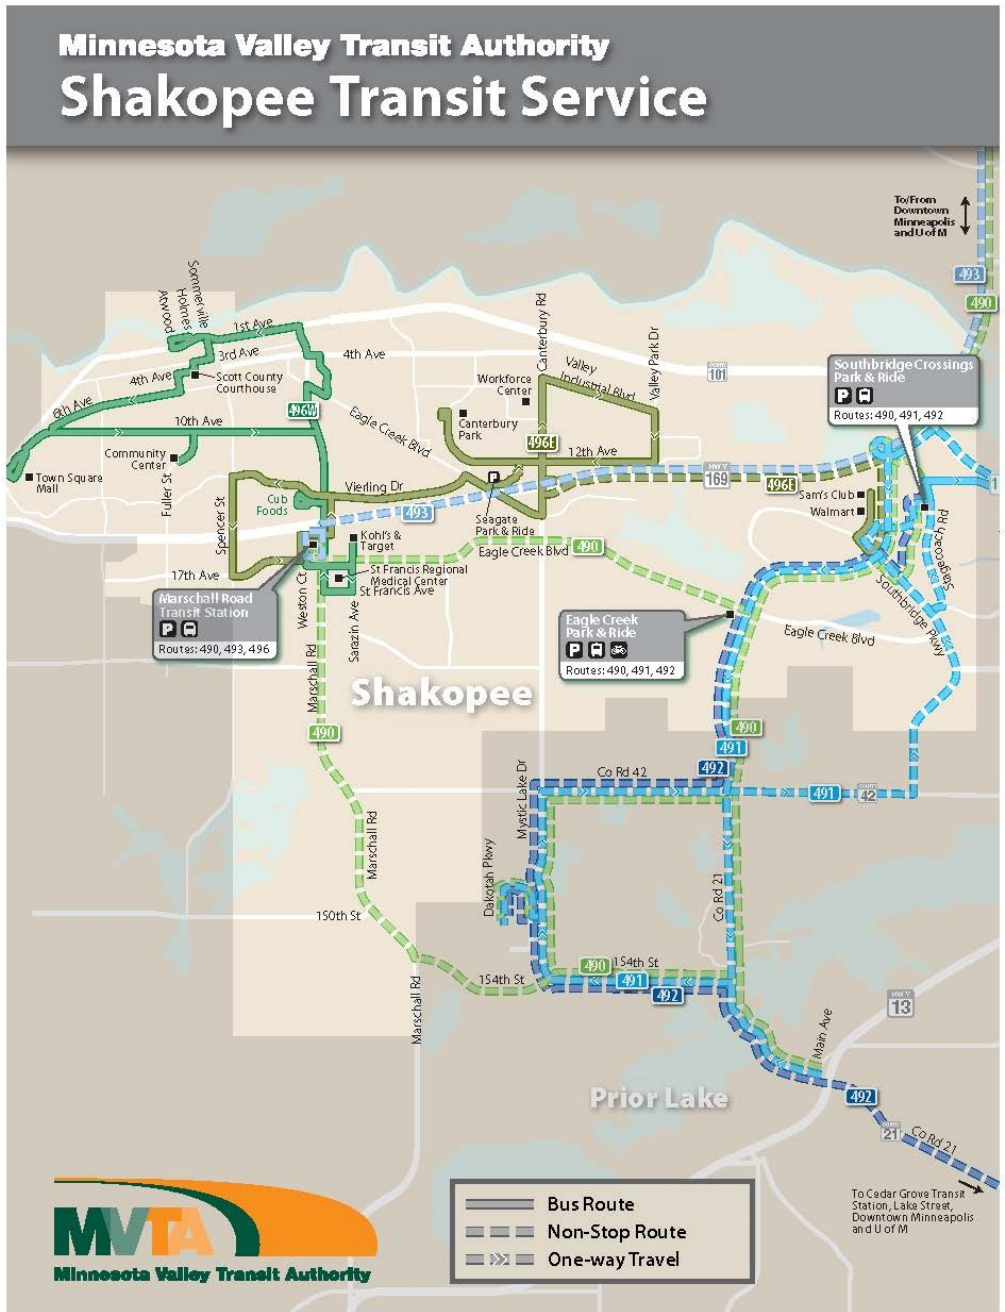 Minnesota Valley Transit Authority
Shakopee Transit Service
To/From
Downtown
Minneapolis
and U of M
493
490
Sommerville
Holmes
Atwood
1st Ave
3rd Ave
4th Ave
4th Ave
Scott County
Courthouse
8th Ave
10th Ave
496W
Eagle Creek Blvd
Canterbury Rd
Valley
Industrial Blvd
Valley Park Dr
Workforce
Center
Canterbury
Park
496E
12th Ave
COUNTY
101
Southbridge Crossings
Park & Ride
P
Routes: 490, 491, 492
Community
Center
Town Square
Mall
Fuller St
Spencer St
Cub
Foods
Vierling Dr
493
P
Seagate
Park & Ride
HWY
169
496E
Sam's Club
Walmart
Stagecoach Rd
Kohl's &
Target
Eagle Creek Blvd
490
17th Ave
St Francis Regional
Medical Center
St Francis Ave
Weston Ct
Sarazin Ave
Marschall Road
Transit Station
P
Routes: 490, 493, 496
Eagle Creek
Park & Ride
P
Routes: 490, 491, 492
Eagle Creek Blvd
Southbridge Pkwy
Marschall Rd
Shakopee
490
490
491
492
Co Rd 42
491
COUNTY
42
Mystic Lake Dr
Marschall Rd
Dakotah Pkwy
Co Rd 21
150th St
154th St
490
154th St
491
492
Marschall Rd
HWY
13
Main Ave
Prior Lake
492
COUNTY
21
Co Rd 21
To Cedar Grove Transit
Station, Lake Street,
Downtown Minneapolis
and U of M
MVTA
Minnesota Valley Transit Authority
Bus Route
Non-Stop Route
One-way Travel